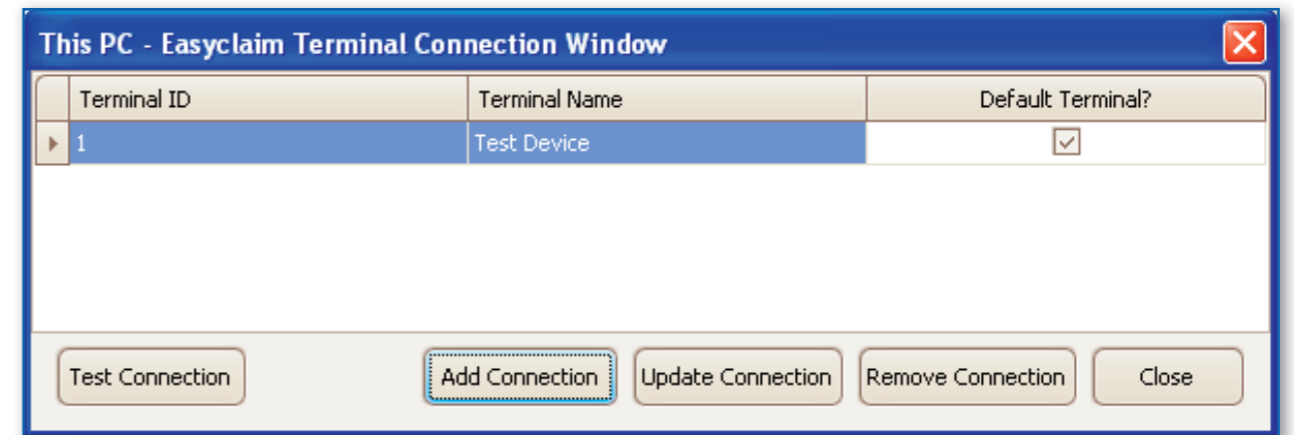 This PC - Easyclaim Terminal Connection Window
Terminal ID Terminal Name Default Terminal?
1 Test Device
Test Connection Add Connection Update Connection Remove Connection Close